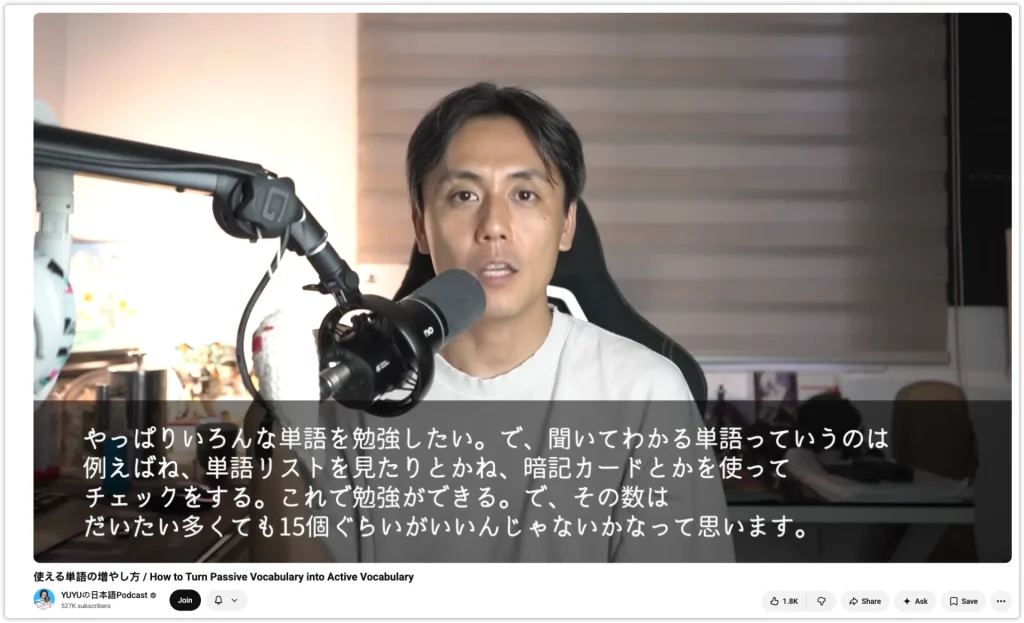 やっぱりいろんな単語を勉強したい。で、聞いてわかる単語っていうのは
例えばね、単語リストを見たりとかね、暗記カードとかを使って
チェックをする。これで勉強ができる。で、その数は
だいたい多くても15個ぐらいがいいんじゃないかなって思います。
使える単語の増やし方 / How to Turn Passive Vocabulary into Active Vocabulary
YUYUの日本語Podcast
527K subscribers
Join
1.8K
Share
Ask
Save